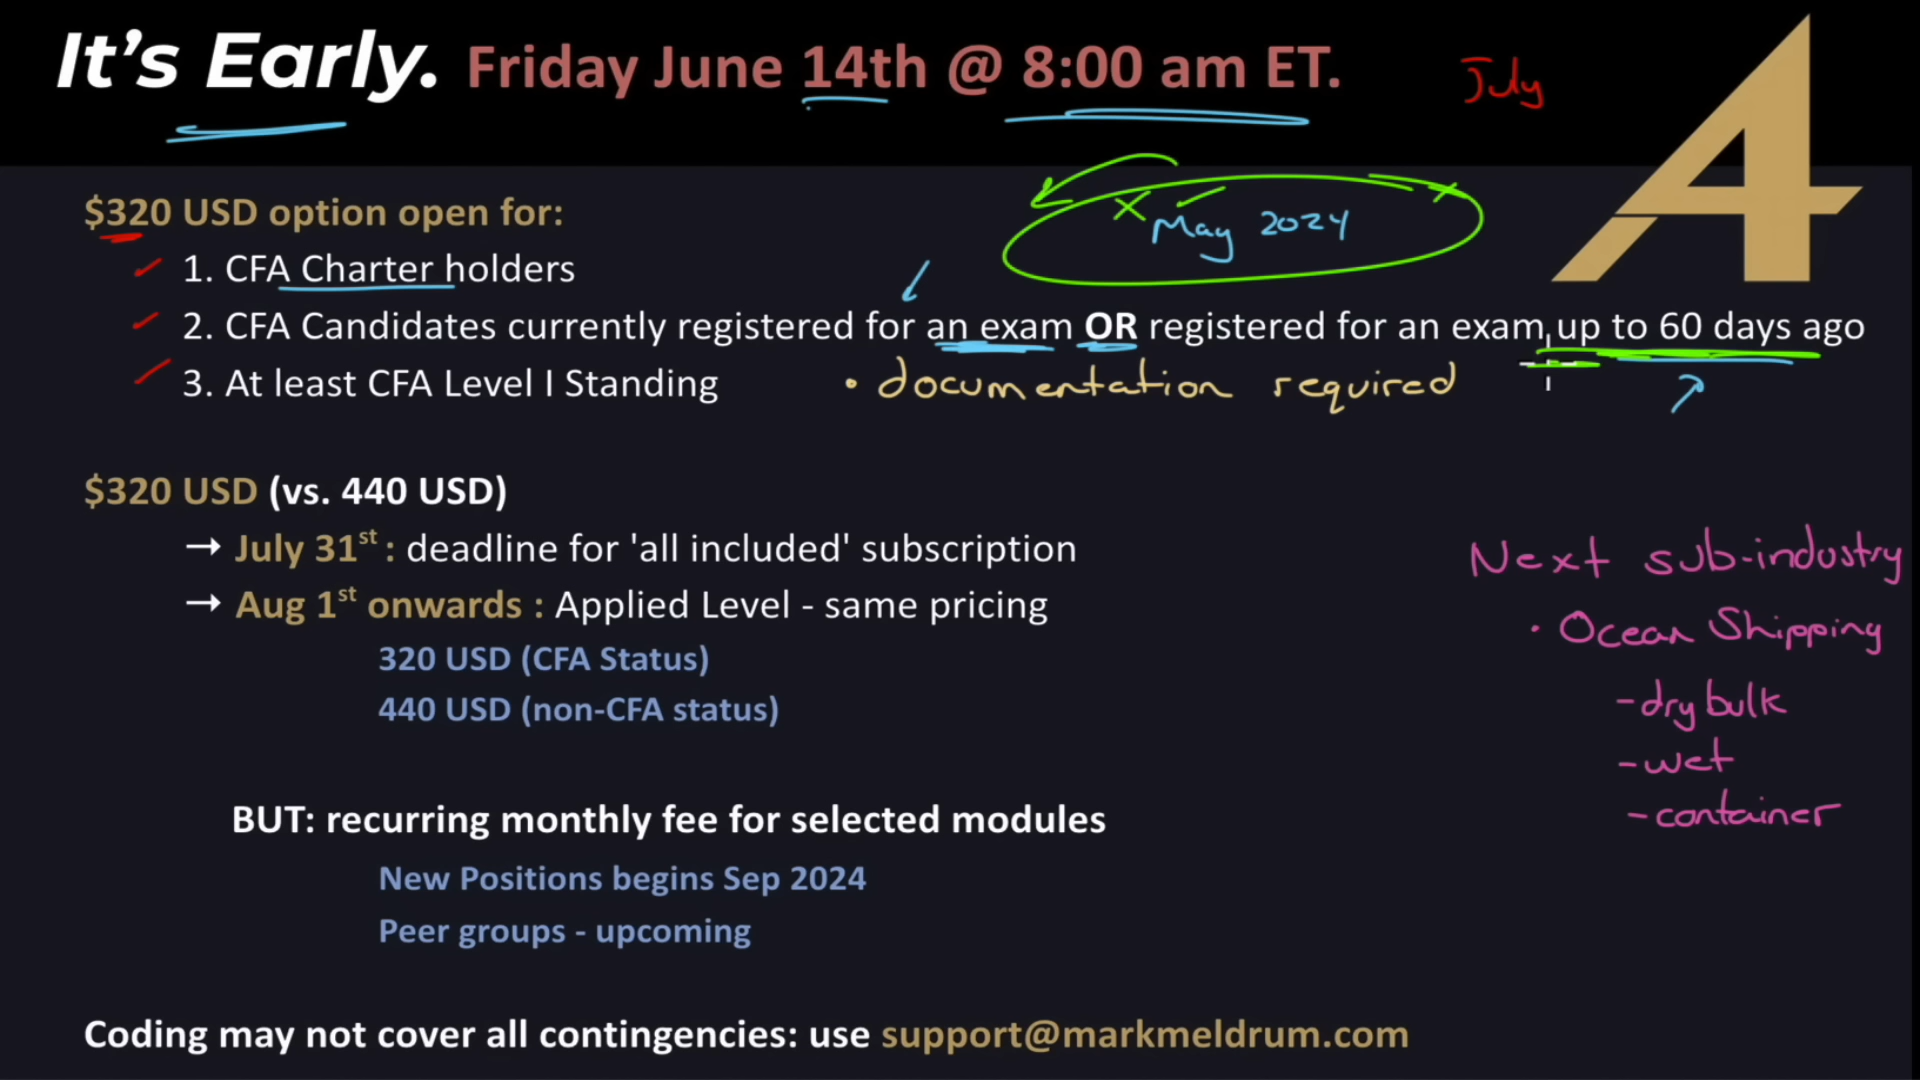 It's Early. Friday June 14th @ 8:00 am ET.
July
$320 USD option open for:
May 2024
1. CFA Charter holders
2. CFA Candidates currently registered for an exam OR registered for an exam up to 60 days ago
3. At least CFA Level I Standing
• documentation required
$320 USD (vs. 440 USD)
→ July 31st : deadline for 'all included' subscription
→ Aug 1st onwards : Applied Level - same pricing
320 USD (CFA Status)
440 USD (non-CFA status)
Next sub-industry
• Ocean Shipping
- dry bulk
- wet
- container
BUT: recurring monthly fee for selected modules
New Positions begins Sep 2024
Peer groups - upcoming
Coding may not cover all contingencies: use support@markmeldrum.com